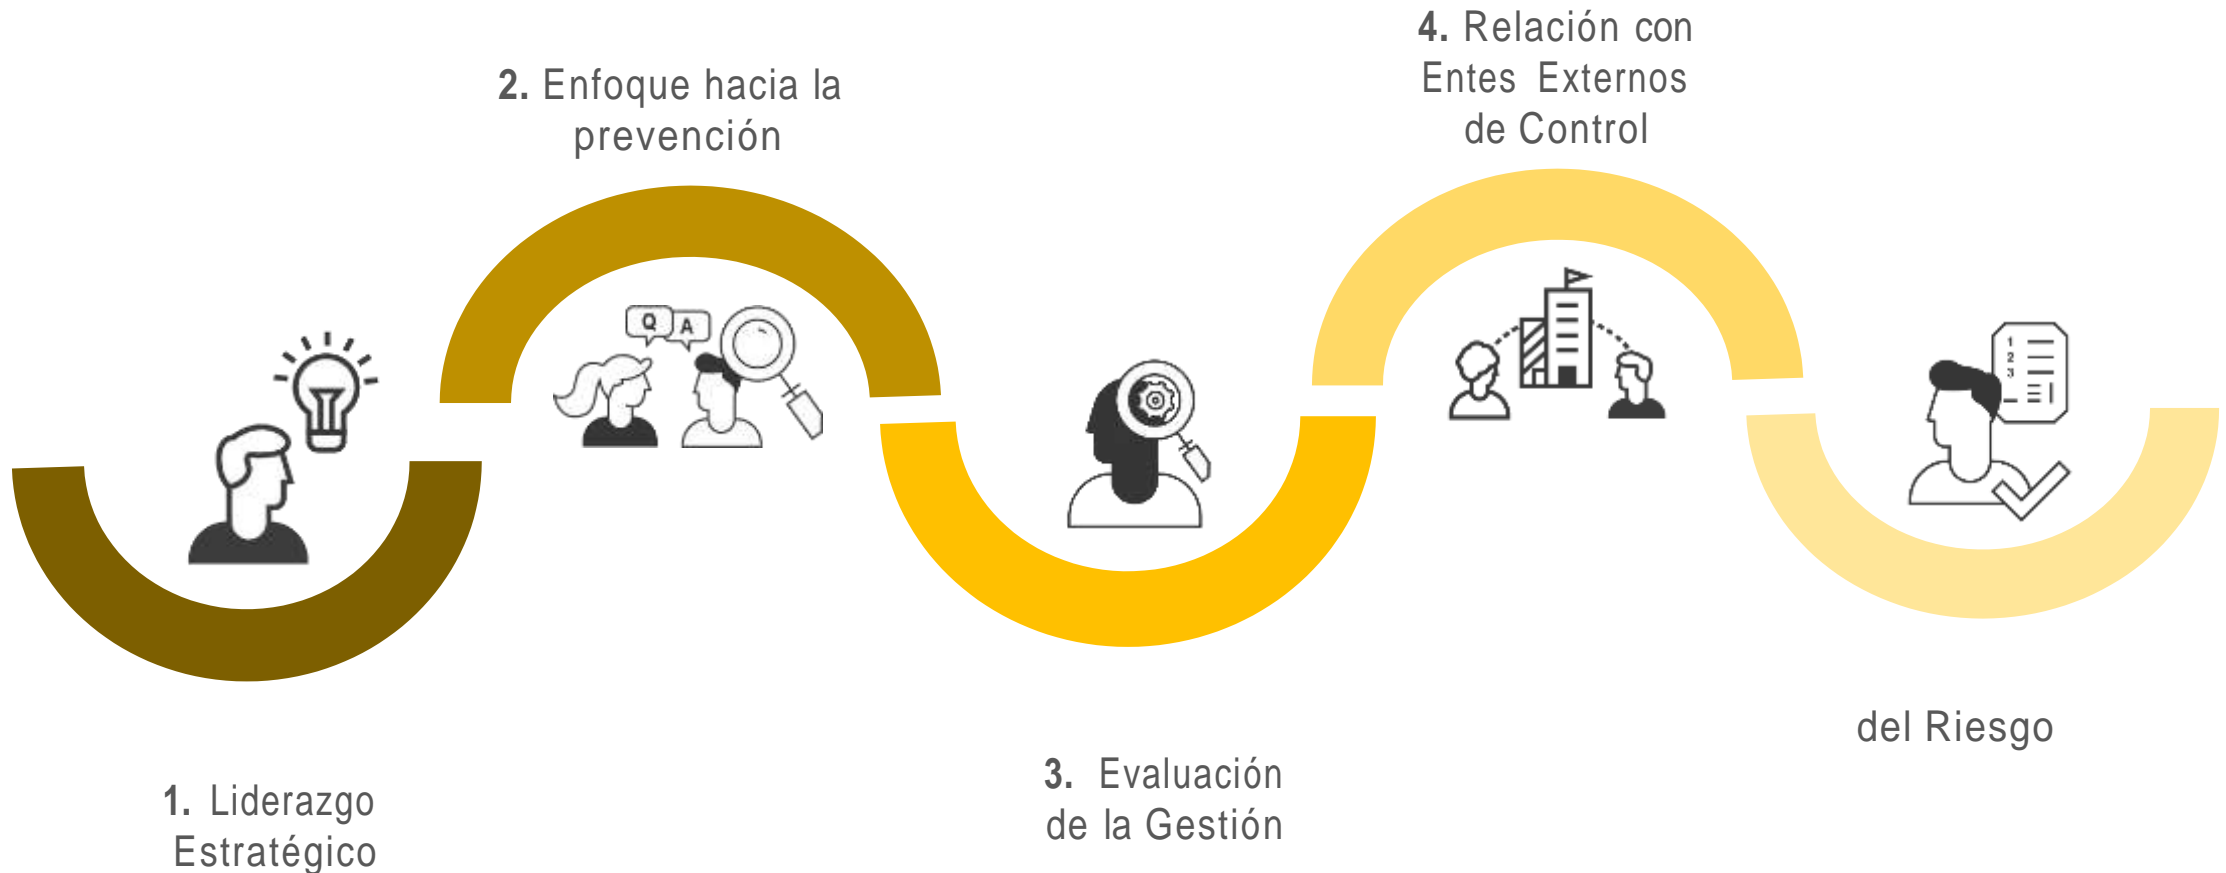 1. Liderazgo
Estratégico
2. Enfoque hacia la
prevención
3. Evaluación
de la Gestión
4. Relación con
Entes Externos
de Control
del Riesgo
Q A
1
2
3